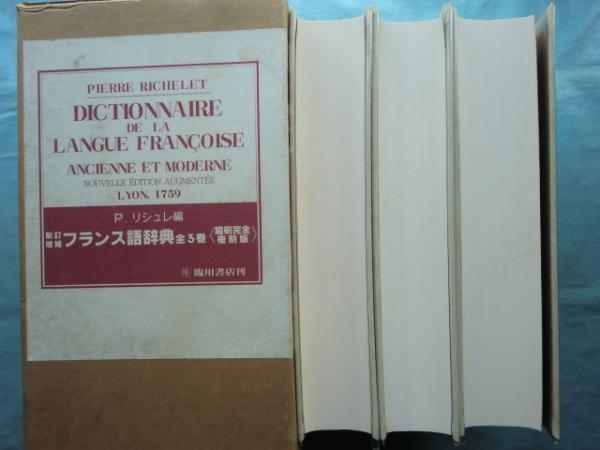 PIERRE RICHELET
DICTIONNAIRE
DE LA
LANGUE FRANÇOISE
ANCIENNE ET MODERNE
NOUVELLE ÉDITION AUGMENTÉE
LYON, 1759
P. リシュレ編
新訂増補 フランス語辞典 全3巻 〈縮刷完全複刻版〉
臨川書店刊